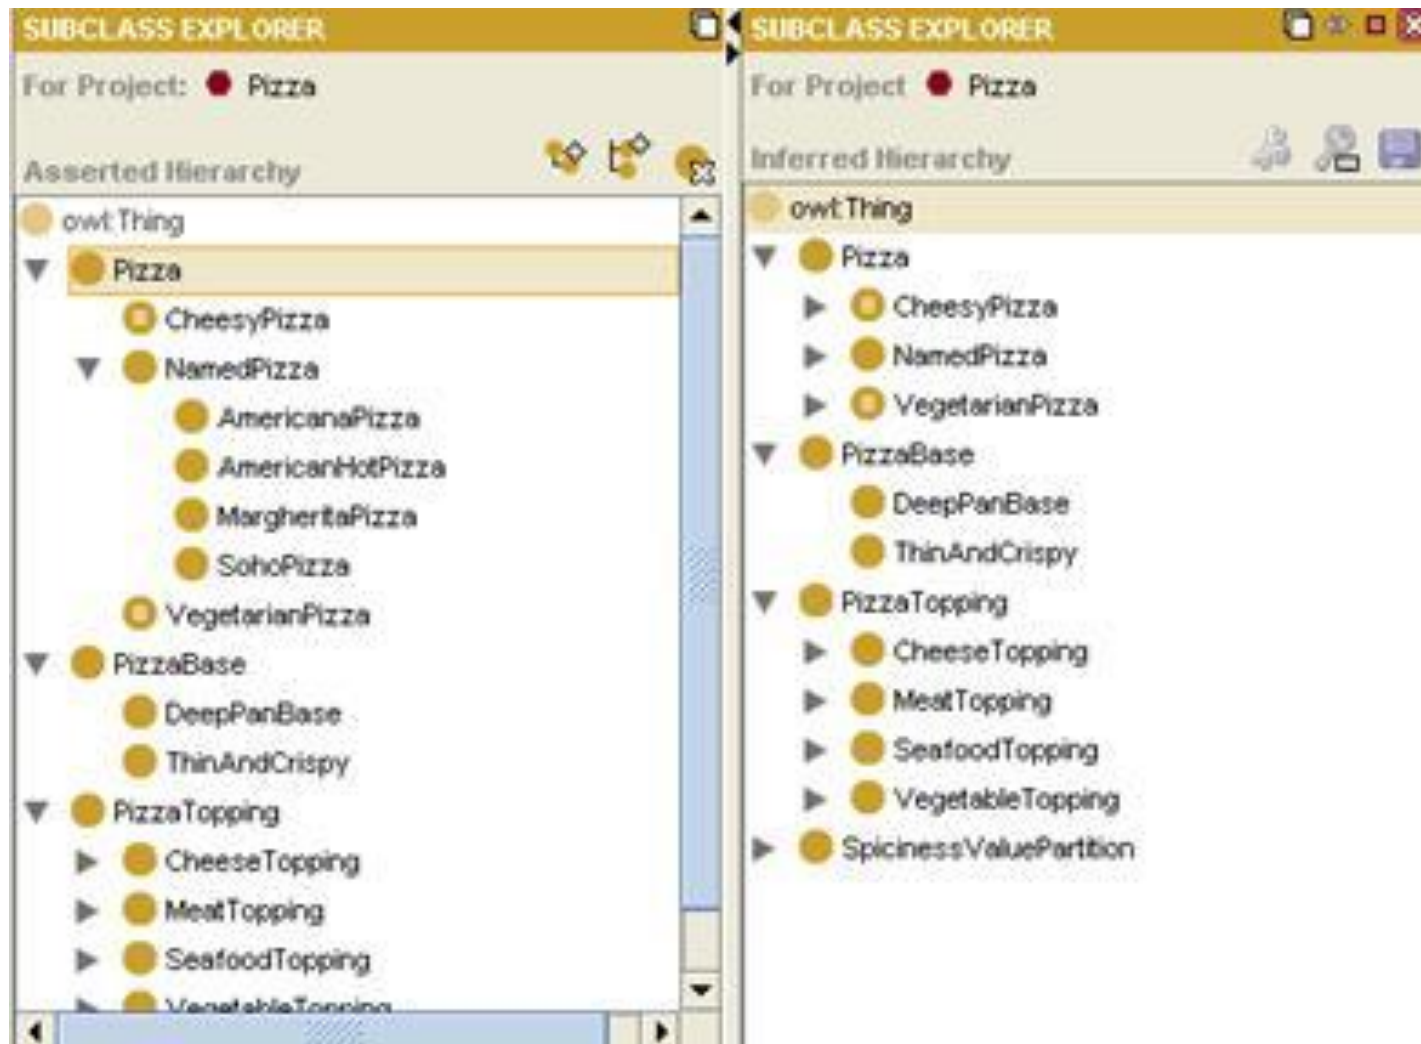 SUBCLASS EXPLORER
For Project: Pizza
Asserted Hierarchy
owl:Thing
Pizza
CheesyPizza
NamedPizza
AmericanaPizza
AmericanHotPizza
MargheritaPizza
SohoPizza
VegetarianPizza
PizzaBase
DeepPanBase
ThinAndCrispy
PizzaTopping
CheeseTopping
MeatTopping
SeafoodTopping
VegetableTopping
SUBCLASS EXPLORER
For Project Pizza
Inferred Hierarchy
owl:Thing
Pizza
CheesyPizza
NamedPizza
VegetarianPizza
PizzaBase
DeepPanBase
ThinAndCrispy
PizzaTopping
CheeseTopping
MeatTopping
SeafoodTopping
VegetableTopping
SpicinessValuePartition